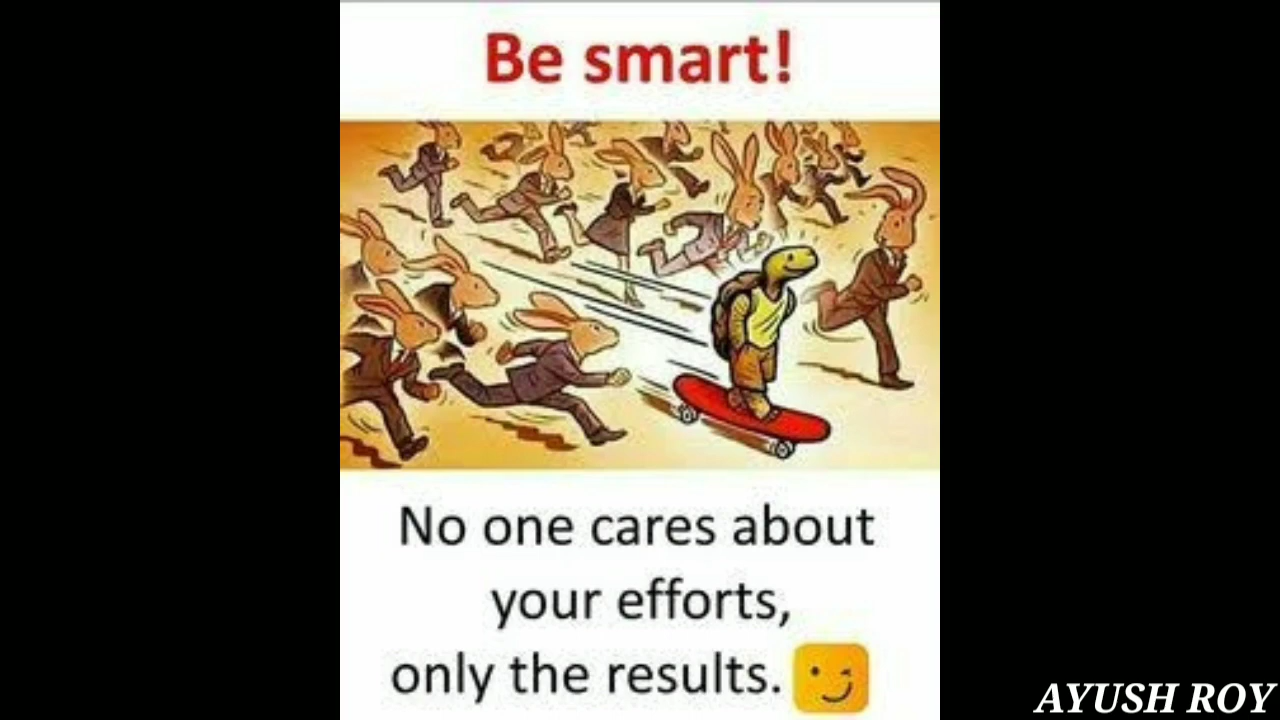 Be smart!
No one cares about
your efforts,
only the results.
AYUSH ROY